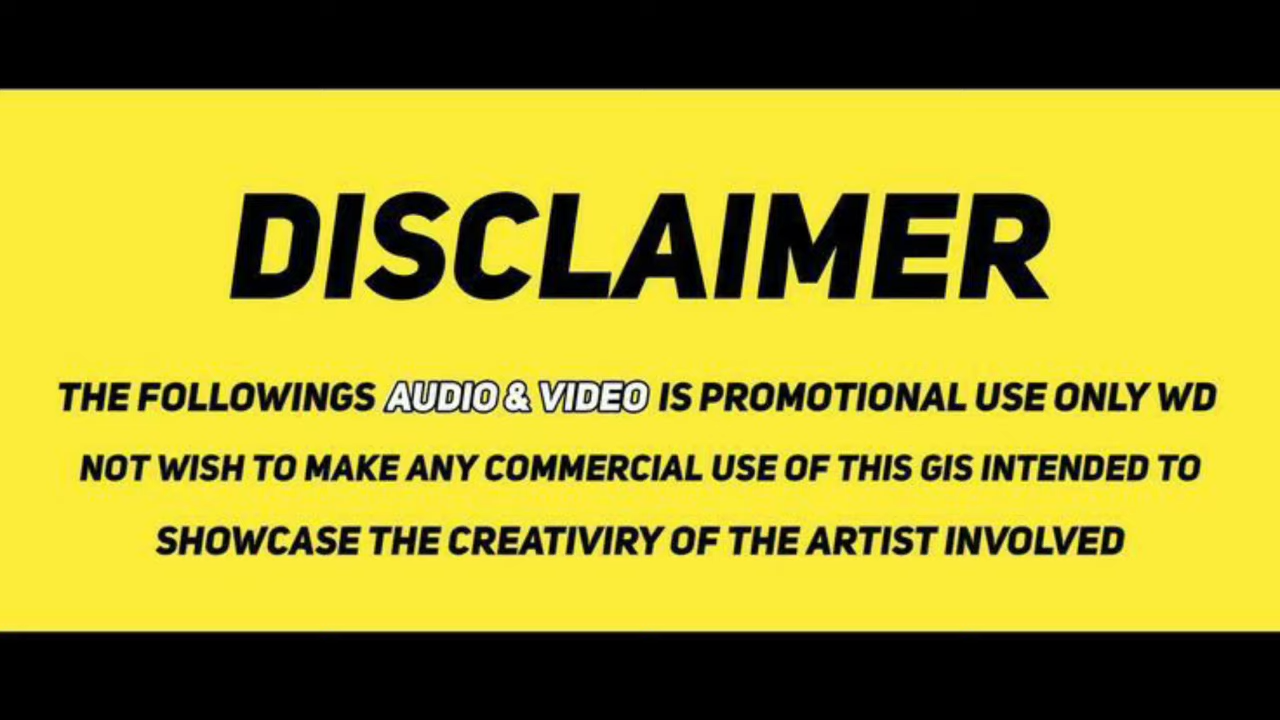 DISCLAIMER
THE FOLLOWINGS AUDIO & VIDEO IS PROMOTIONAL USE ONLY WD
NOT WISH TO MAKE ANY COMMERCIAL USE OF THIS GIS INTENDED TO
SHOWCASE THE CREATIVIRY OF THE ARTIST INVOLVED